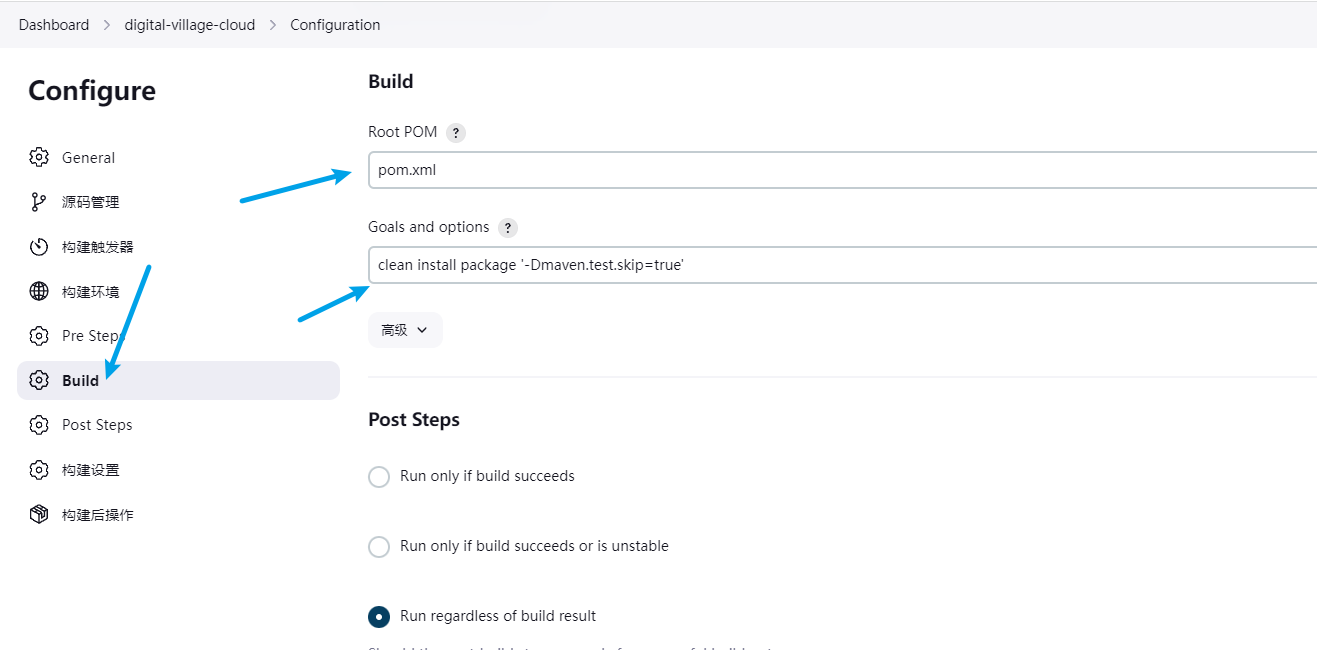 Dashboard > digital-village-cloud > Configuration
Configure
General
源码管理
构建触发器
构建环境
Pre Steps
Build
Post Steps
构建设置
构建后操作
Build
Root POM ?
pom.xml
Goals and options ?
clean install package '-Dmaven.test.skip=true'
高级
Post Steps
Run only if build succeeds
Run only if build succeeds or is unstable
Run regardless of build result